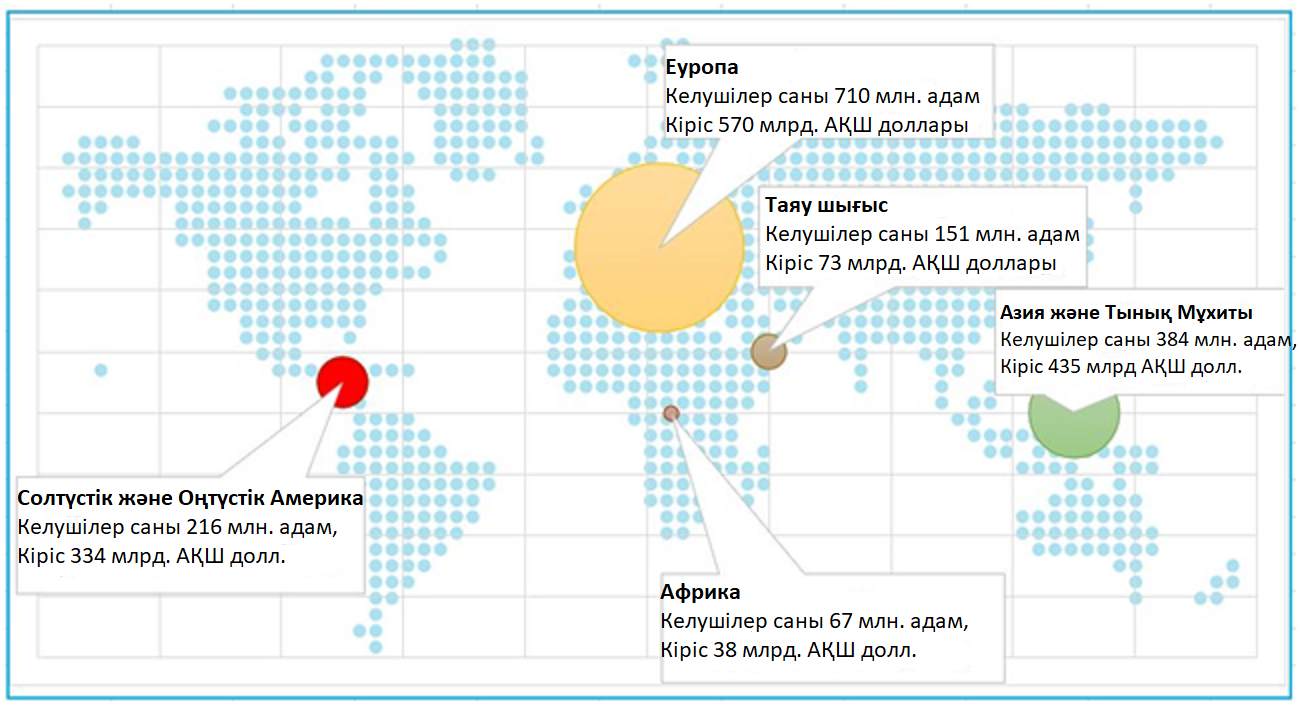 Еуропа
Келушілер саны 710 млн. адам
Кіріс 570 млрд. АҚШ доллары
Таяу шығыс
Келушілер саны 151 млн. адам
Кіріс 73 млрд. АҚШ доллары
Азия және Тынық Мұхиты
Келушілер саны 384 млн. адам,
Кіріс 435 млрд АҚШ долл.
Солтүстік және Оңтүстік Америка
Келушілер саны 216 млн. адам,
Кіріс 334 млрд. АҚШ долл.
Африка
Келушілер саны 67 млн. адам,
Кіріс 38 млрд. АҚШ долл.